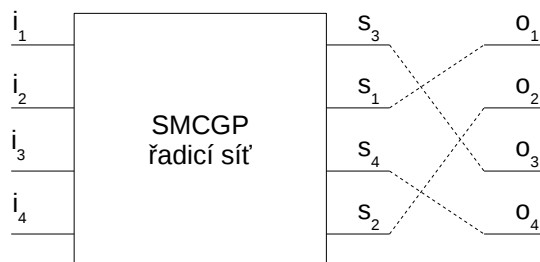 i1 s3 o1
i2 s1 o2
SMCGP
řadicí síť
i3 s4 o3
i4 s2 o4